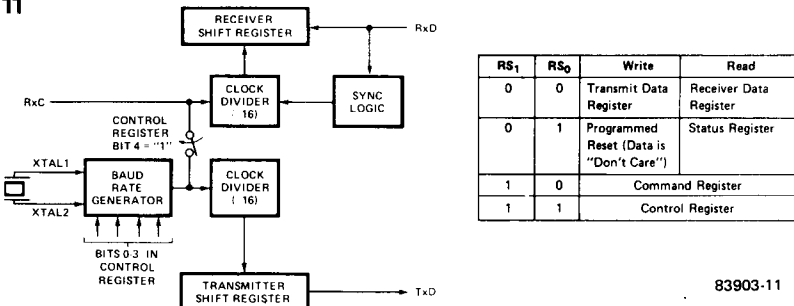 11
RECEIVER
SHIFT REGISTER
RxD
CLOCK
DIVIDER
( 16)
SYNC
LOGIC
RxC
CONTROL
REGISTER
BIT 4 = "1"
XTAL1
XTAL2
BAUD
RATE
GENERATOR
CLOCK
DIVIDER
( 16)
BITS 0-3 IN
CONTROL
REGISTER
TRANSMITTER
SHIFT REGISTER
TxD
RS1 RS0 Write Read
0 0 Transmit Data Receiver Data
Register Register
0 1 Programmed Status Register
Reset (Data is
"Don't Care")
1 0 Command Register
1 1 Control Register
83903-11